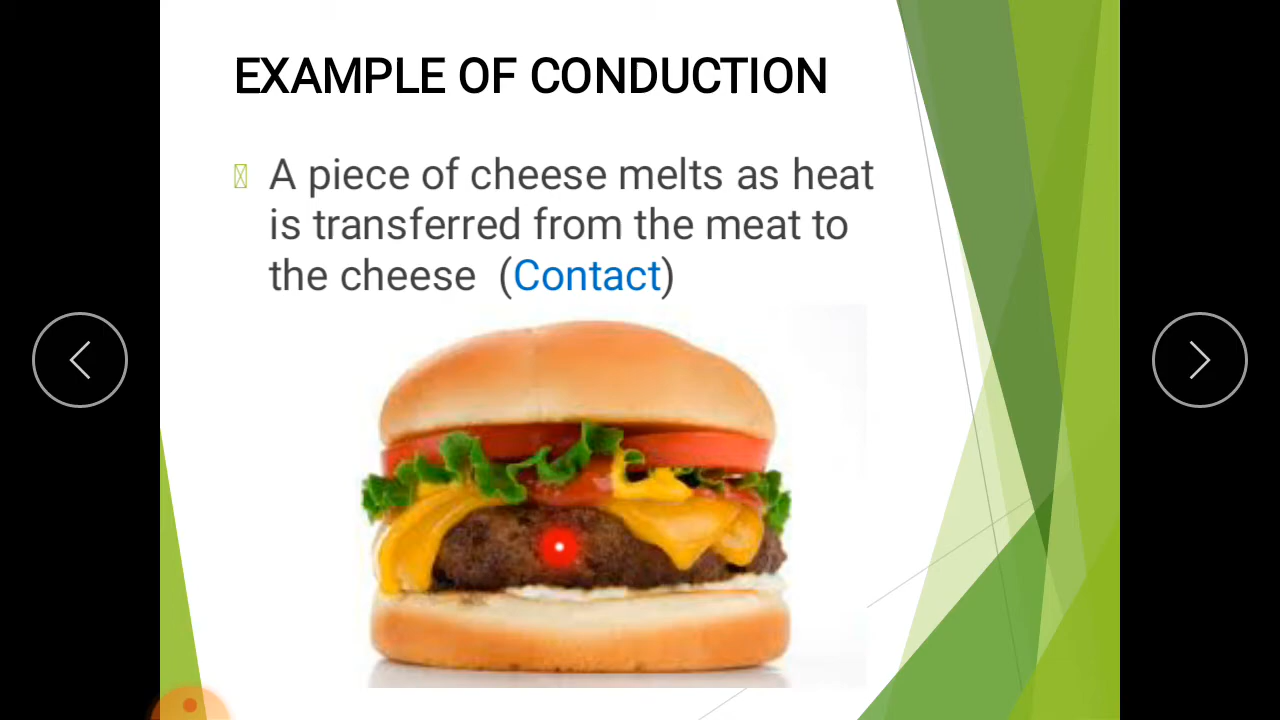 EXAMPLE OF CONDUCTION
A piece of cheese melts as heat
is transferred from the meat to
the cheese (Contact)